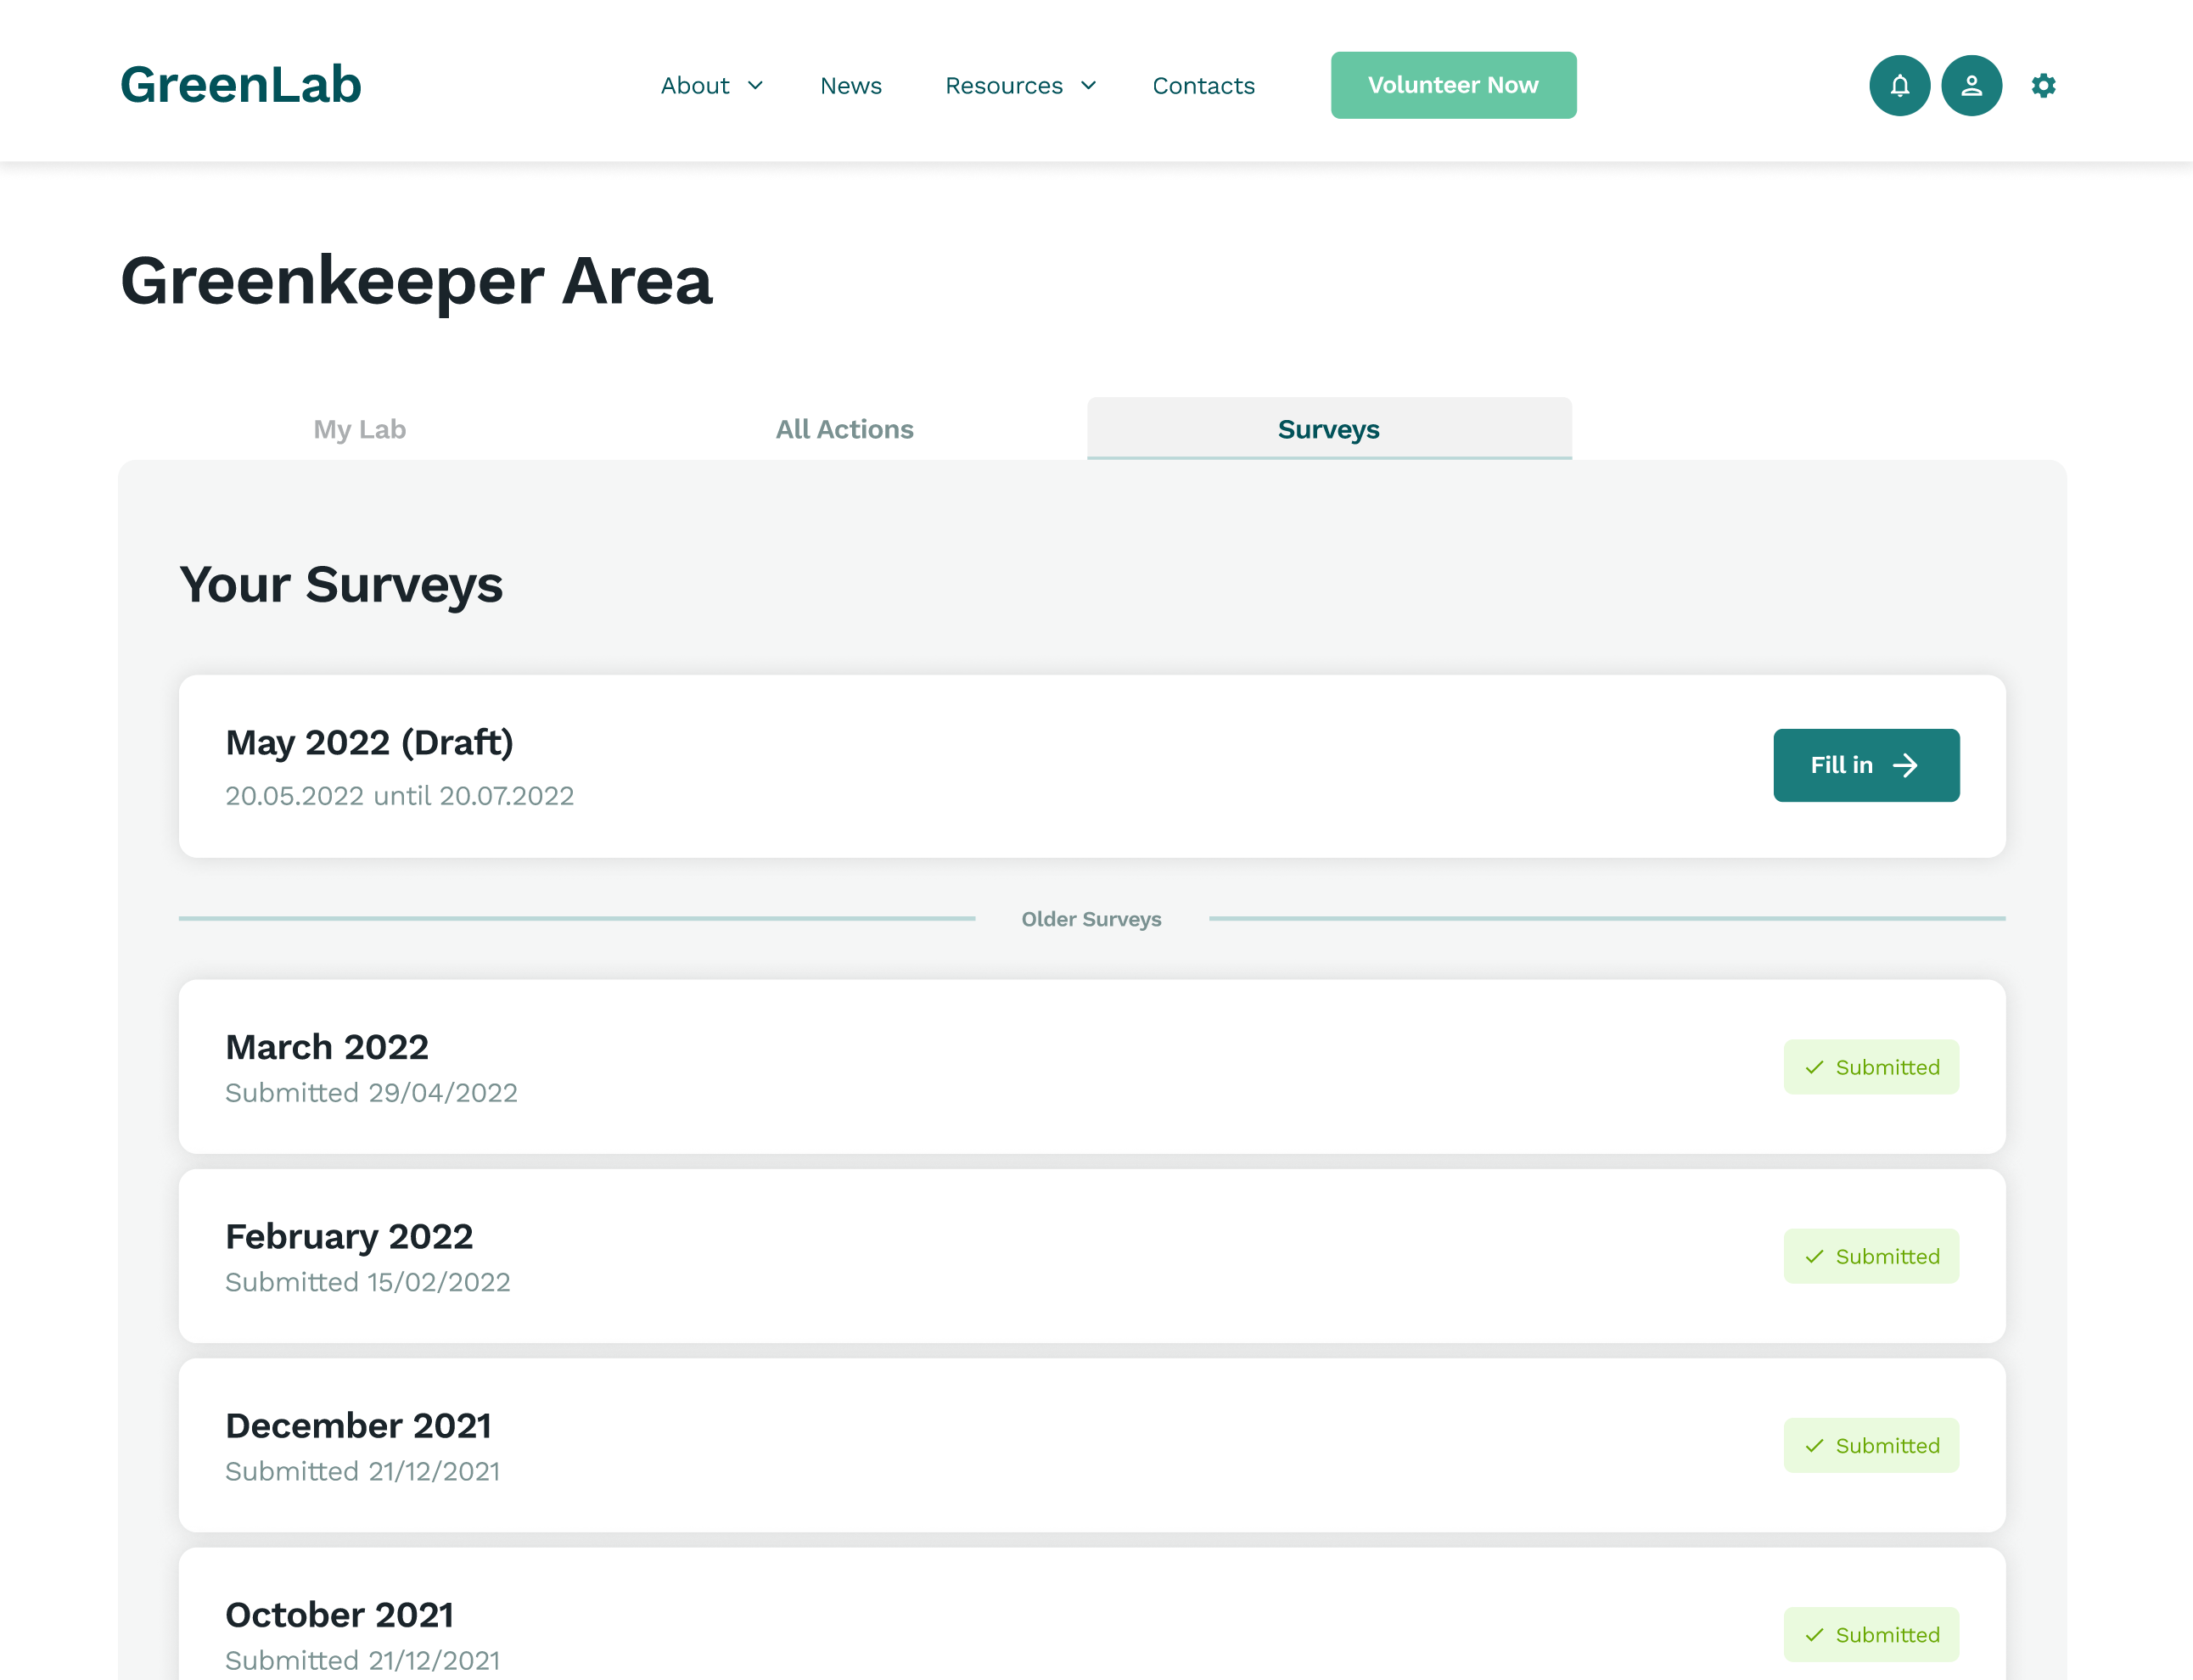 GreenLab
About
News
Resources
Contacts
Volunteer Now
Greenkeeper Area
My Lab
All Actions
Surveys
Your Surveys
May 2022 (Draft)
20.05.2022 until 20.07.2022
Fill in
Older Surveys
March 2022
Submitted 29/04/2022
Submitted
February 2022
Submitted 15/02/2022
Submitted
December 2021
Submitted 21/12/2021
Submitted
October 2021
Submitted 21/12/2021
Submitted